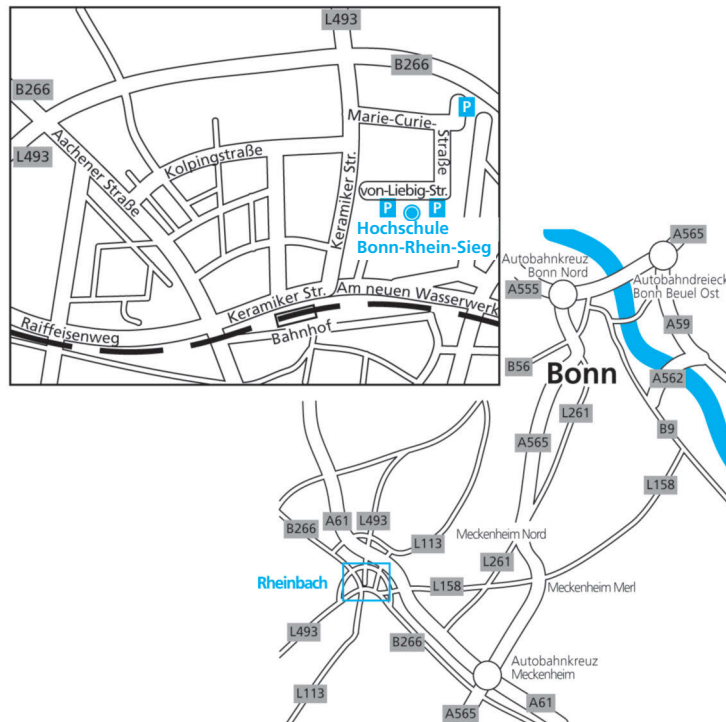 L493
B266
B266
P
Marie-Curie-
Straße
L493
Aachener Straße
Kolpingstraße
Keramiker Str.
von-Liebig-Str.
P
P
Hochschule
Bonn-Rhein-Sieg
Keramiker Str.
Am neuen Wasserwerk
Raiffeisenweg
Bahnhof
A565
Autobahnkreuz
Bonn Nord
Autobahndreieck
Bonn Beuel Ost
A555
A59
B56
Bonn
A562
L261
B9
A565
L158
B266
A61
L493
L113
Meckenheim Nord
L261
Rheinbach
L158
Meckenheim Merl
L493
B266
Autobahnkreuz
Meckenheim
L113
A61
A565